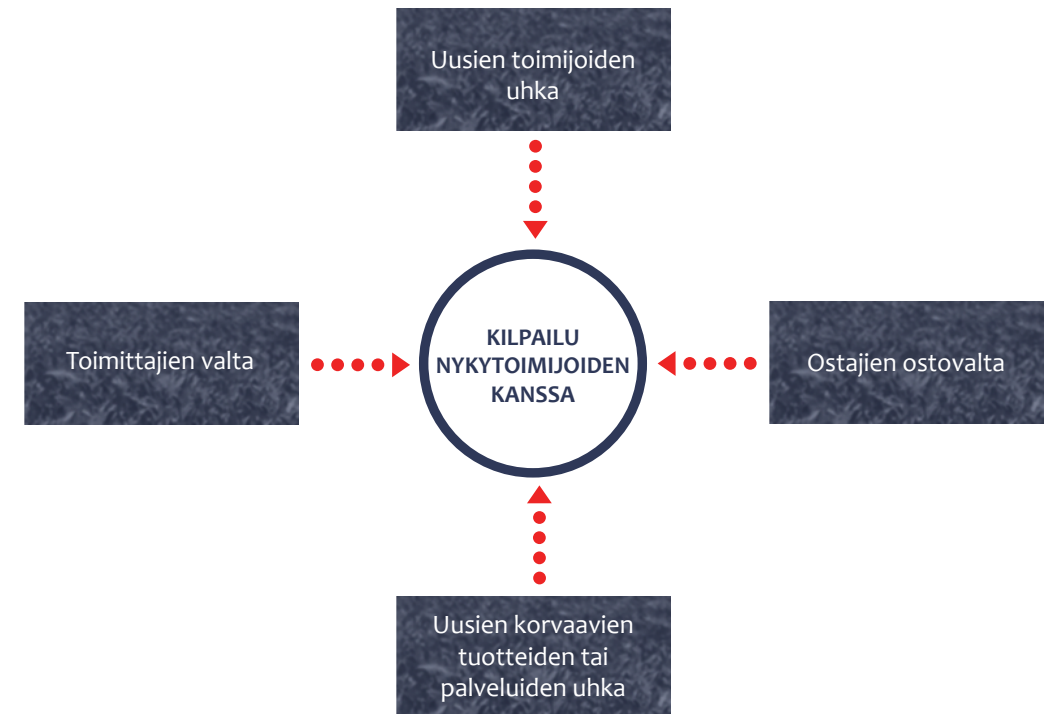 Uusien toimijoiden
uhka
Toimittajien valta
KILPAILU
NYKYTOIMIJOIDEN
KANSSA
Ostajien ostovalta
Uusien korvaavien
tuotteiden tai
palveluiden uhka